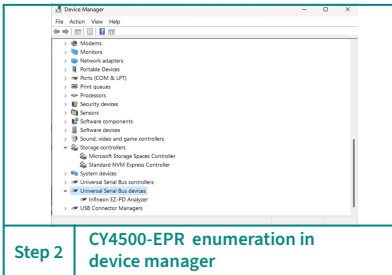 Device Manager
File Action View Help
Modems
Monitors
Network adapters
Portable Devices
Ports (COM & LPT)
Print queues
Processors
Security devices
Sensors
Software components
Software devices
Sound, video and game controllers
Storage controllers
Microsoft Storage Spaces Controller
Standard NVM Express Controller
System devices
Universal Serial Bus controllers
Universal Serial Bus devices
Infineon EZ-PD Analyzer
USB Connector Managers
Step 2
CY4500-EPR enumeration in
device manager